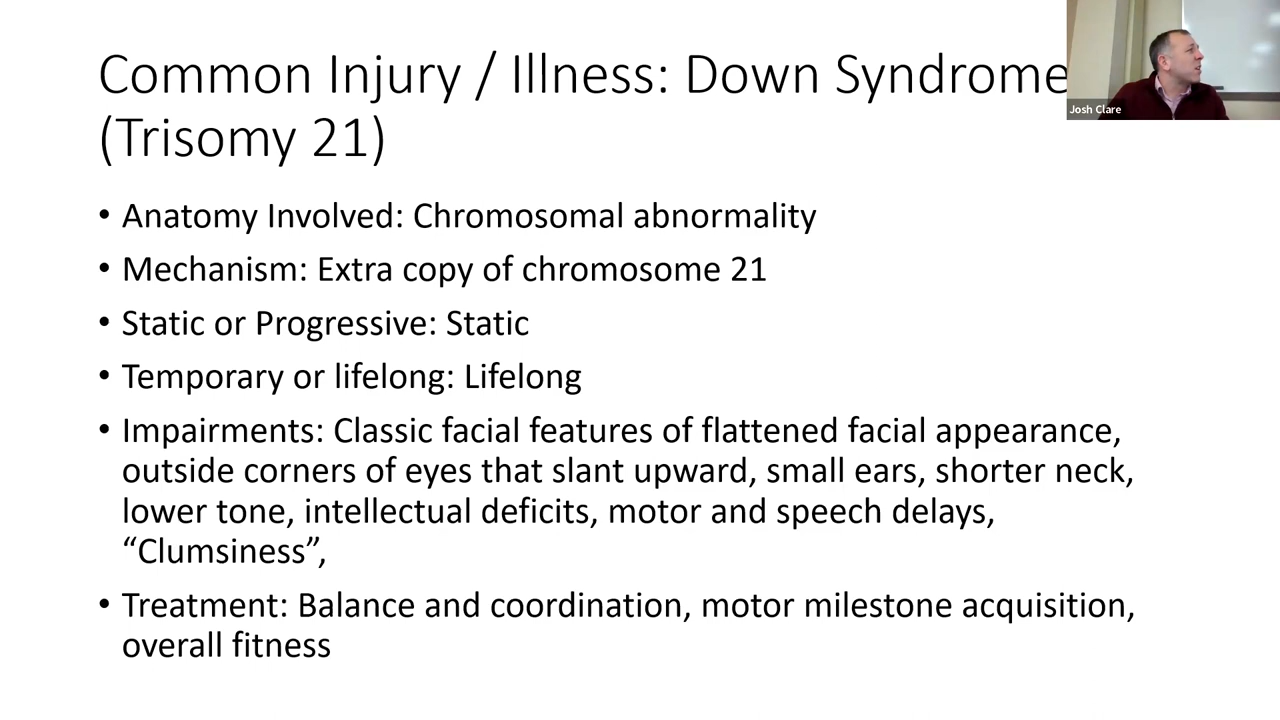 Common Injury / Illness: Down Syndrome
(Trisomy 21)
Josh Clare
• Anatomy Involved: Chromosomal abnormality
• Mechanism: Extra copy of chromosome 21
• Static or Progressive: Static
• Temporary or lifelong: Lifelong
• Impairments: Classic facial features of flattened facial appearance,
outside corners of eyes that slant upward, small ears, shorter neck,
lower tone, intellectual deficits, motor and speech delays,
“Clumsiness”,
• Treatment: Balance and coordination, motor milestone acquisition,
overall fitness